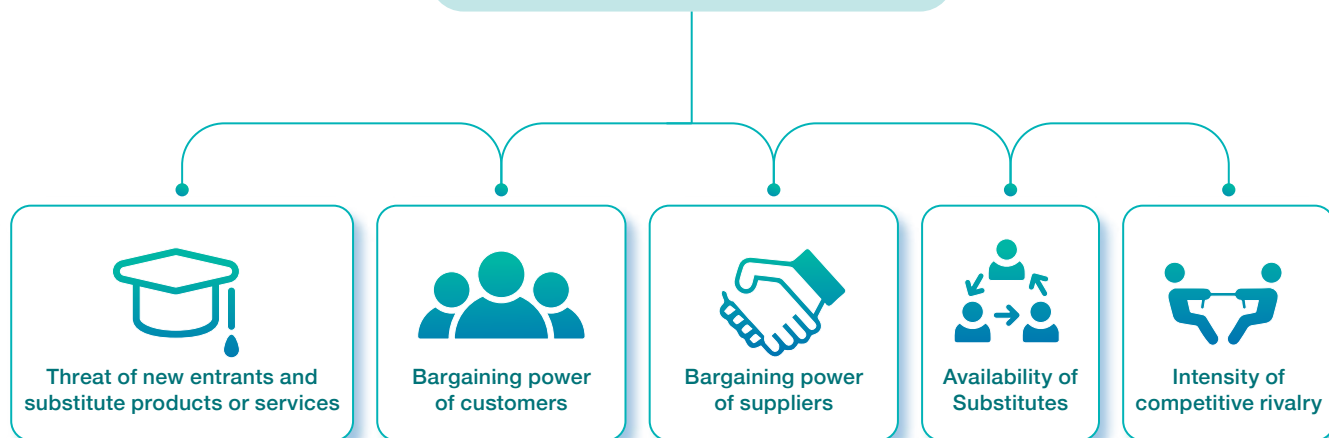 Threat of new entrants and
substitute products or services
Bargaining power
of customers
Bargaining power
of suppliers
Availability of
Substitutes
Intensity of
competitive rivalry